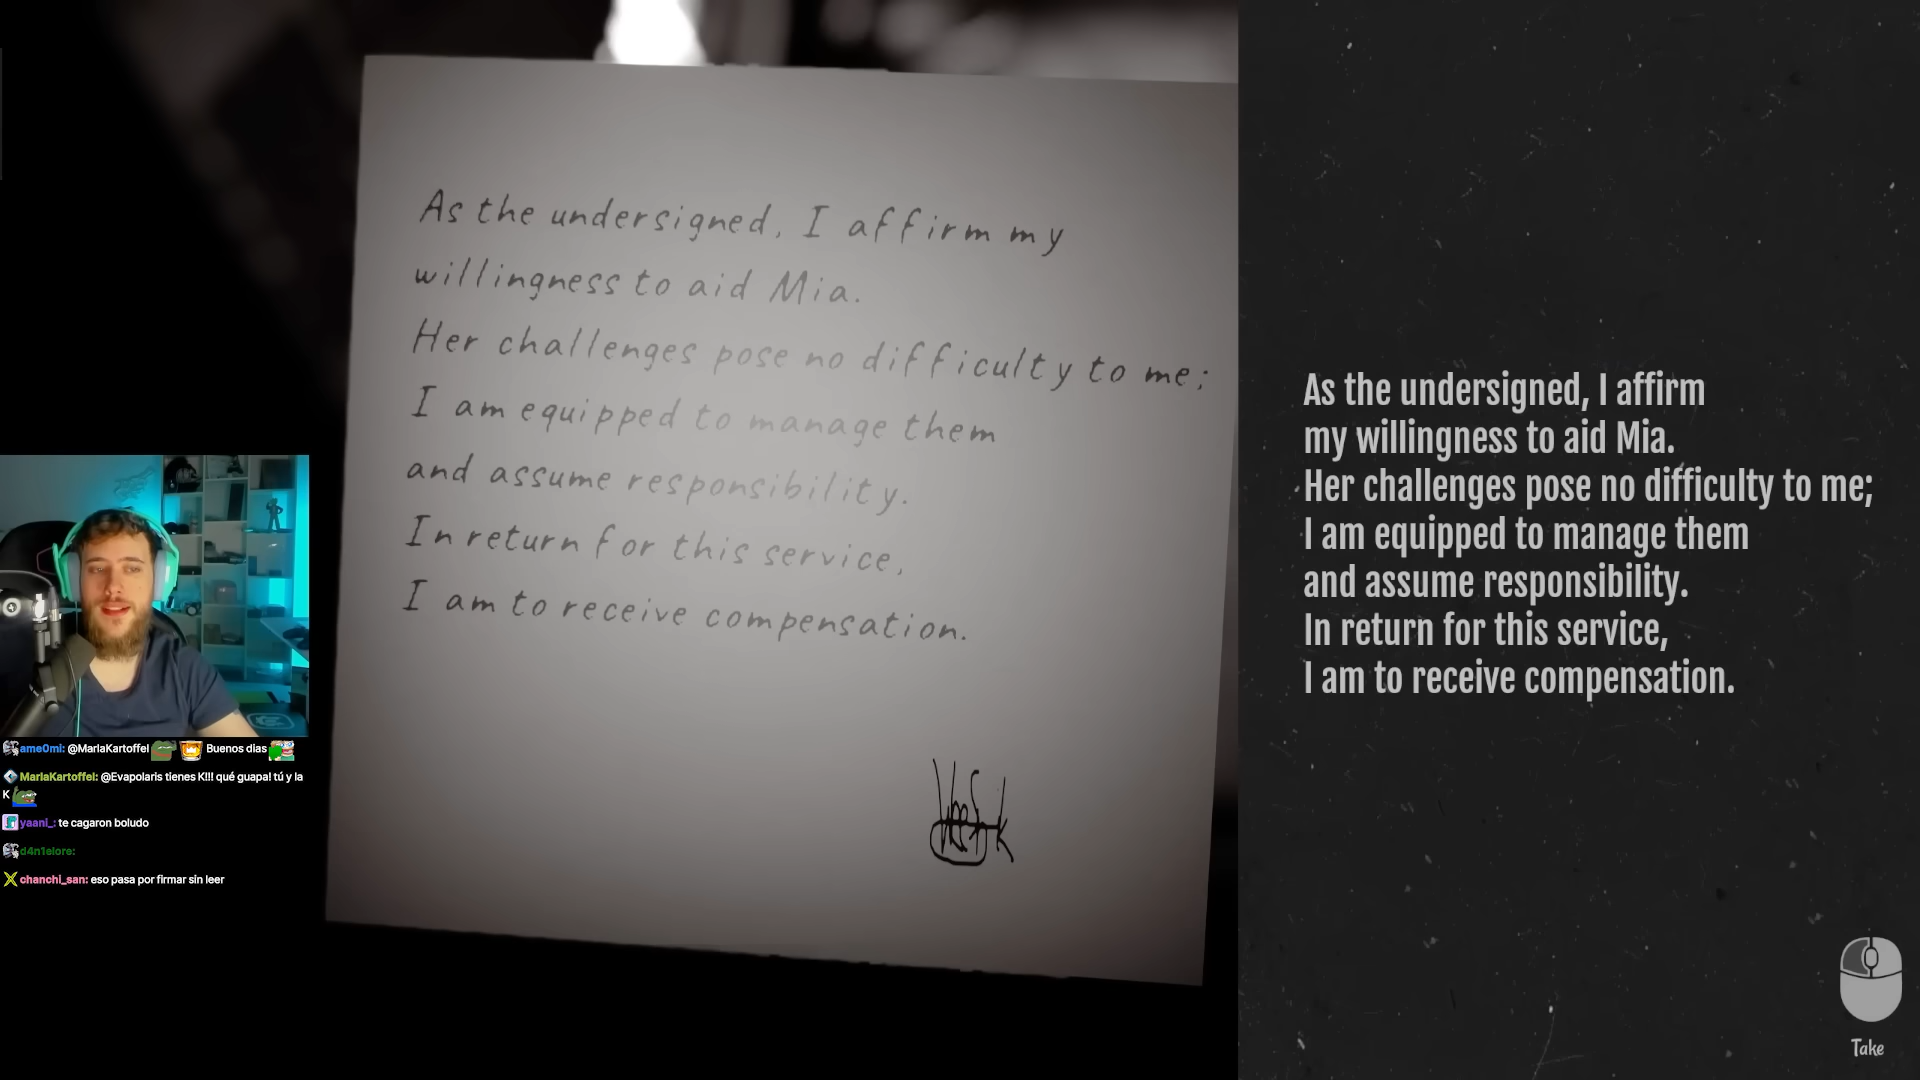 As the undersigned, I affirm my
willingness to aid Mia.
Her challenges pose no difficulty to me;
I am equipped to manage them
and assume responsibility.
In return for this service,
I am to receive compensation.
As the undersigned, I affirm
my willingness to aid Mia.
Her challenges pose no difficulty to me;
I am equipped to manage them
and assume responsibility.
In return for this service,
I am to receive compensation.
Take
ame0mi: @MarlaKartoffel Buenos dias
MarlaKartoffel: @Evapolaris tienes K!!! qué guapa! tú y la
K
yaani_: te cagaron boludo
d4n1elore:
chanchi_san: eso pasa por firmar sin leer